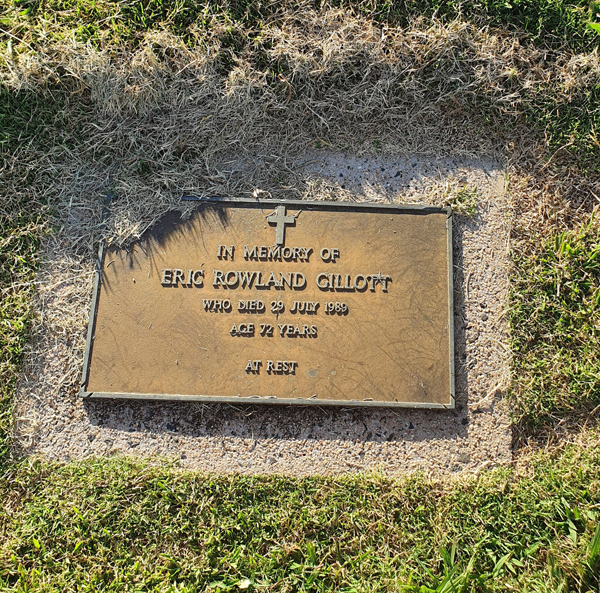 IN MEMORY OF
ERIC ROWLAND GILLOTT
WHO DIED 29 JULY 1989
AGE 72 YEARS
AT REST